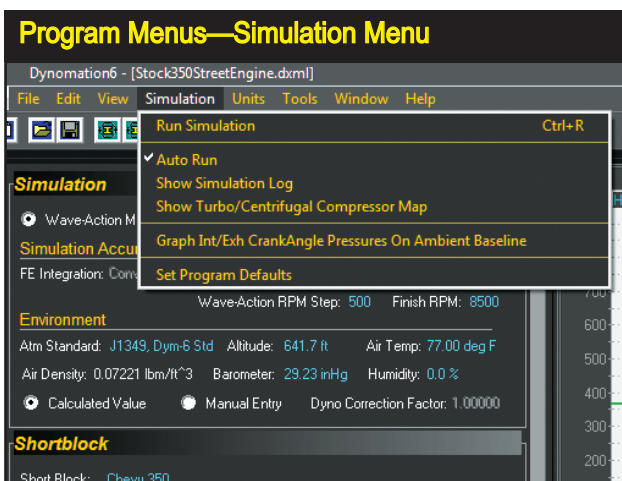 Program Menus—Simulation Menu
Dynomation6 - [Stock350StreetEngine.dxml]
File Edit View Simulation Units Tools Window Help
Run Simulation Ctrl+R
Auto Run
Show Simulation Log
Show Turbo/Centrifugal Compressor Map
Graph Int/Exh CrankAngle Pressures On Ambient Baseline
Set Program Defaults
Simulation
Wave-Action M
Simulation Accu
FE Integration:
Wave-Action RPM Step: 500 Finish RPM: 8500
Environment
Atm Standard: J1349, Dym-6 Std Altitude: 641.7 ft Air Temp: 77.00 deg F
Air Density: 0.07221 lbm/ft^3 Barometer: 29.23 inHg Humidity: 0.0 %
Calculated Value Manual Entry Dyno Correction Factor: 1.00000
Shortblock
Short Block: Chevy 350
700
600
500
400
300
200